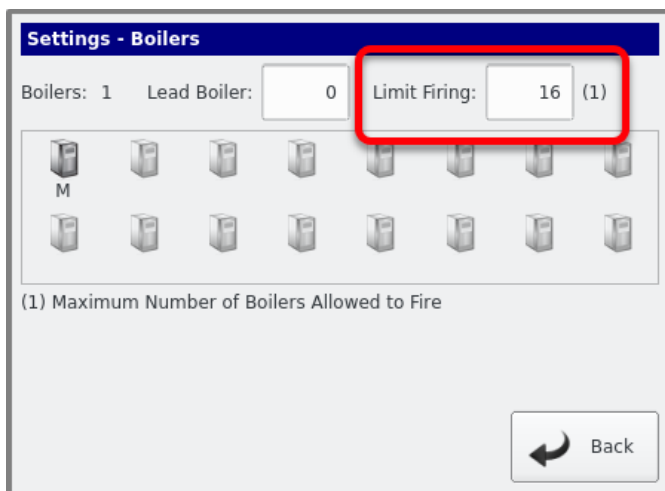 Settings - Boilers
Boilers: 1 Lead Boiler: 0 Limit Firing: 16 (1)
M
(1) Maximum Number of Boilers Allowed to Fire
Back